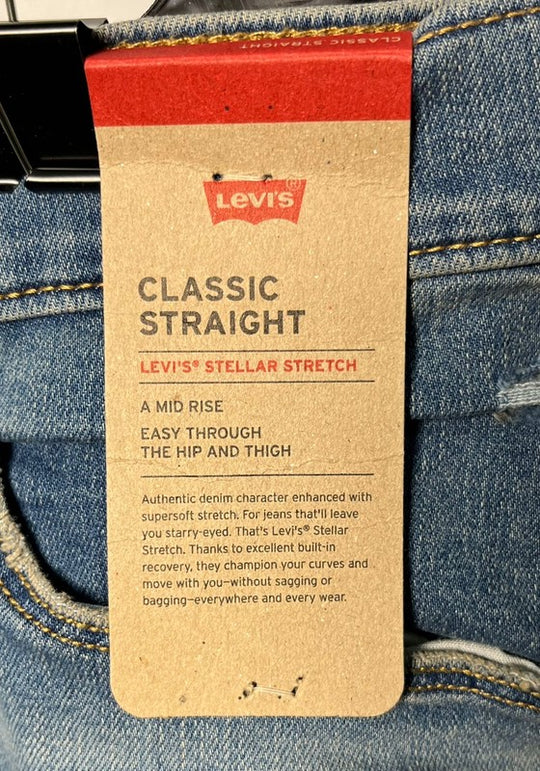 CLASSIC STRAIGHT
LEVI'S®
CLASSIC
STRAIGHT
LEVI'S® STELLAR STRETCH
A MID RISE
EASY THROUGH
THE HIP AND THIGH
Authentic denim character enhanced with
supersoft stretch. For jeans that'll leave
you starry-eyed. That's Levi's® Stellar
Stretch. Thanks to excellent built-in
recovery, they champion your curves and
move with you—without sagging or
bagging—everywhere and every wear.